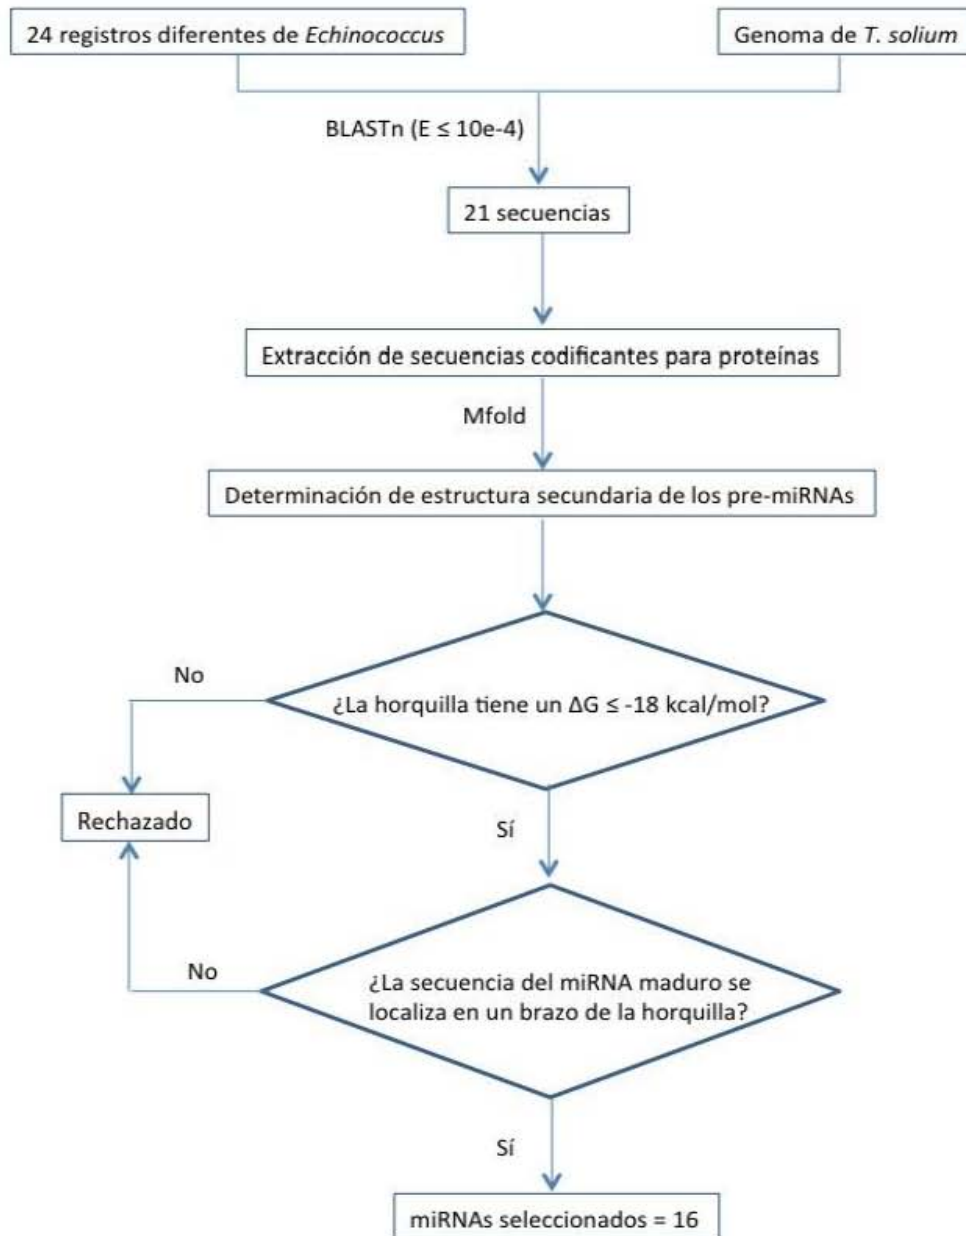 24 registros diferentes de Echinococcus
Genoma de T. solium
BLASTn (E ≤ 10e-4)
21 secuencias
Extracción de secuencias codificantes para proteínas
Mfold
Determinación de estructura secundaria de los pre-miRNAs
No
¿La horquilla tiene un ΔG ≤ -18 kcal/mol?
Rechazado
Sí
No
¿La secuencia del miRNA maduro se
localiza en un brazo de la horquilla?
Sí
miRNAs seleccionados = 16